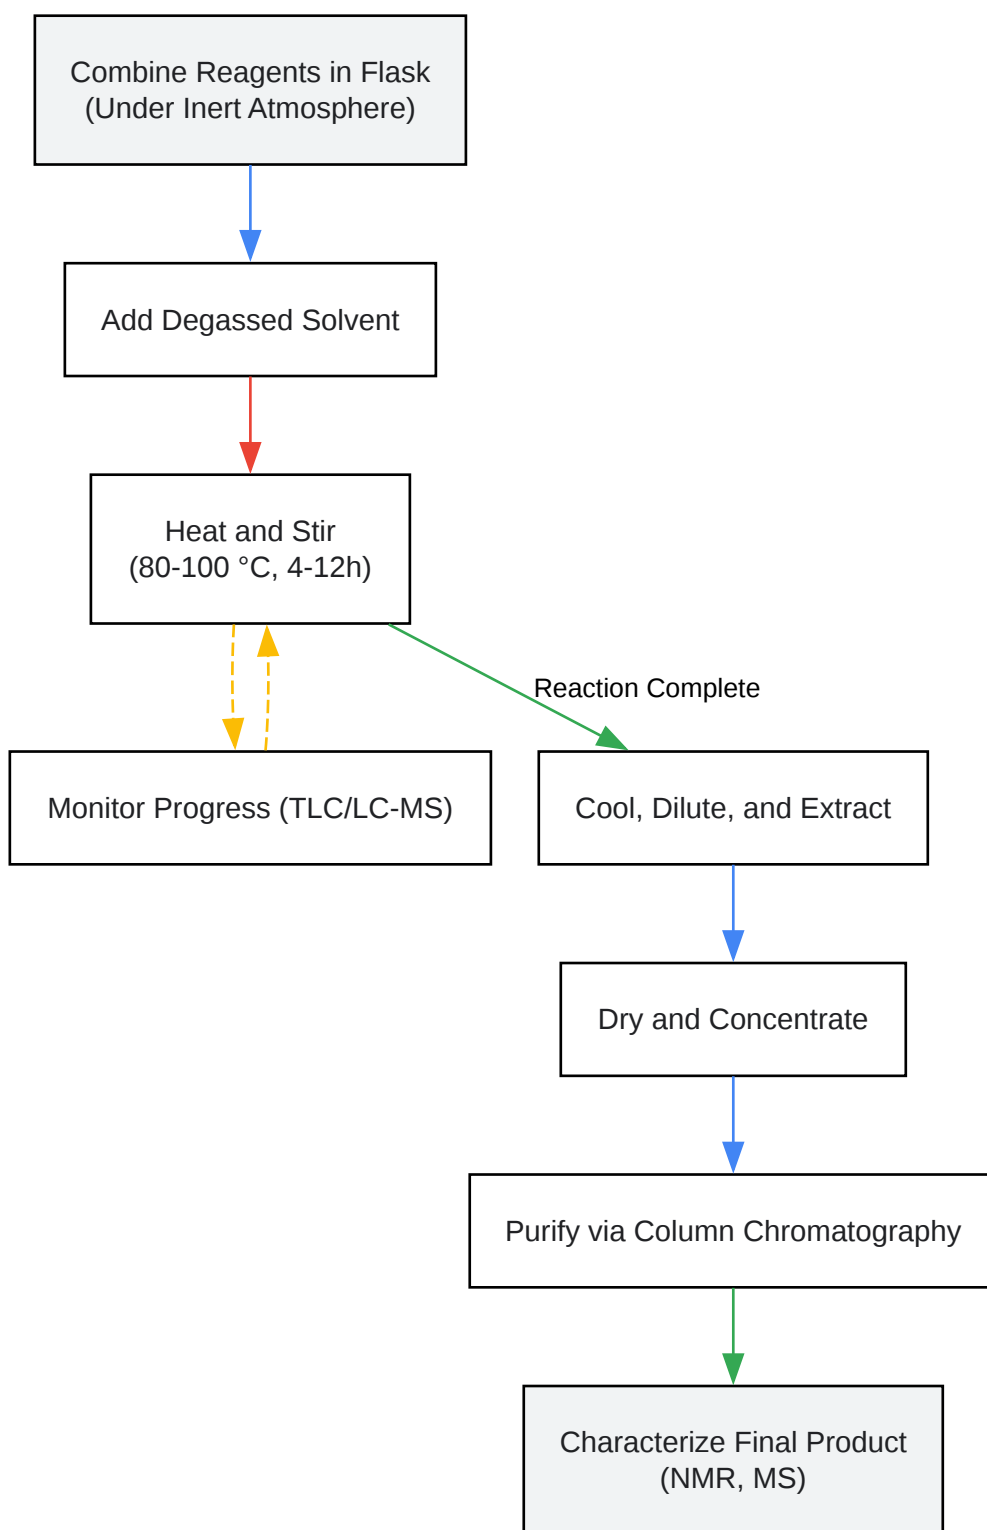 Combine Reagents in Flask
(Under Inert Atmosphere)
Add Degassed Solvent
Heat and Stir
(80-100 °C, 4-12h)
Reaction Complete
Monitor Progress (TLC/LC-MS)
Cool, Dilute, and Extract
Dry and Concentrate
Purify via Column Chromatography
Characterize Final Product
(NMR, MS)